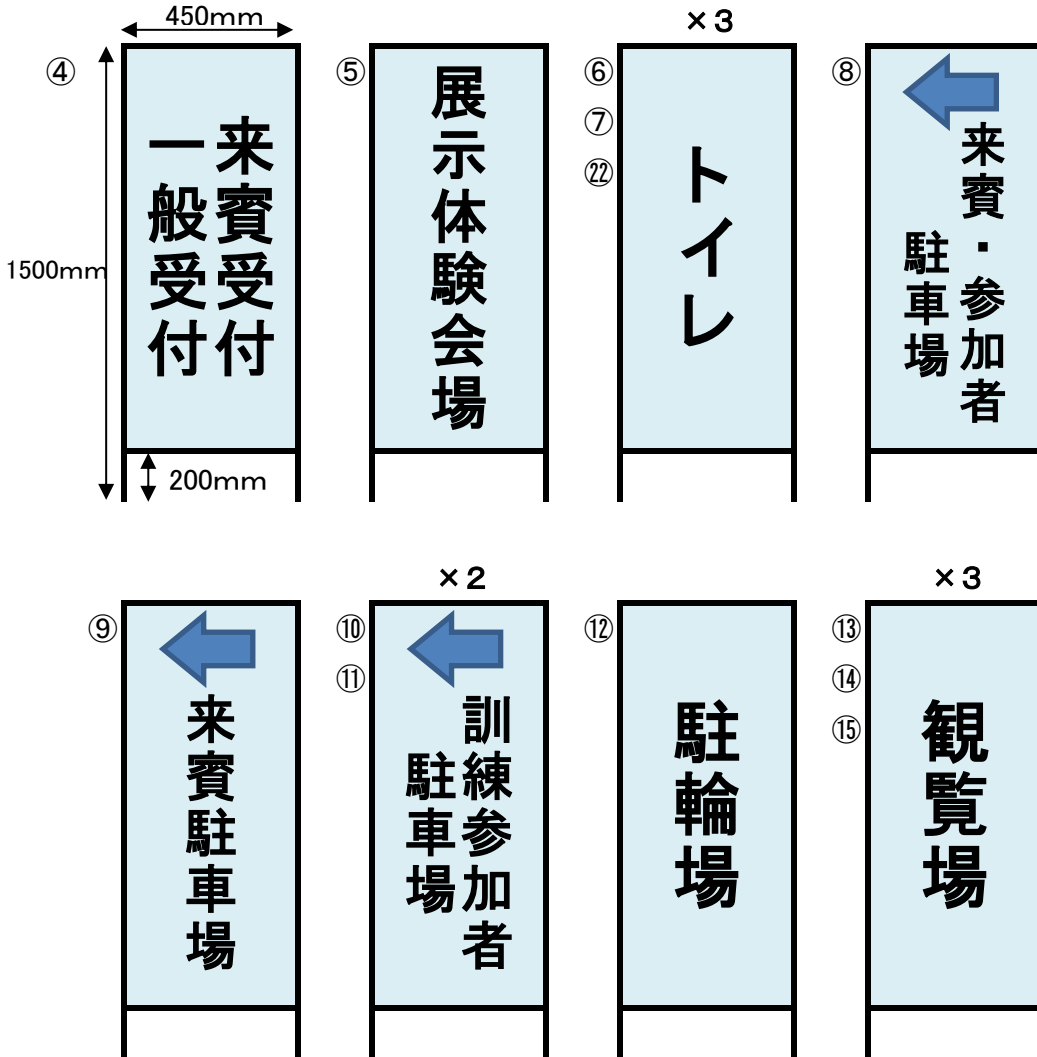 450mm
1500mm
200mm
④
来賓受付
一般受付
⑤
展示体験会場
×3
⑥
⑦
㉒
トイレ
⑧
来賓・参加者
駐車場
⑨
来賓駐車場
×2
⑩
⑪
訓練参加者
駐車場
⑫
駐輪場
×3
⑬
⑭
⑮
観覧場